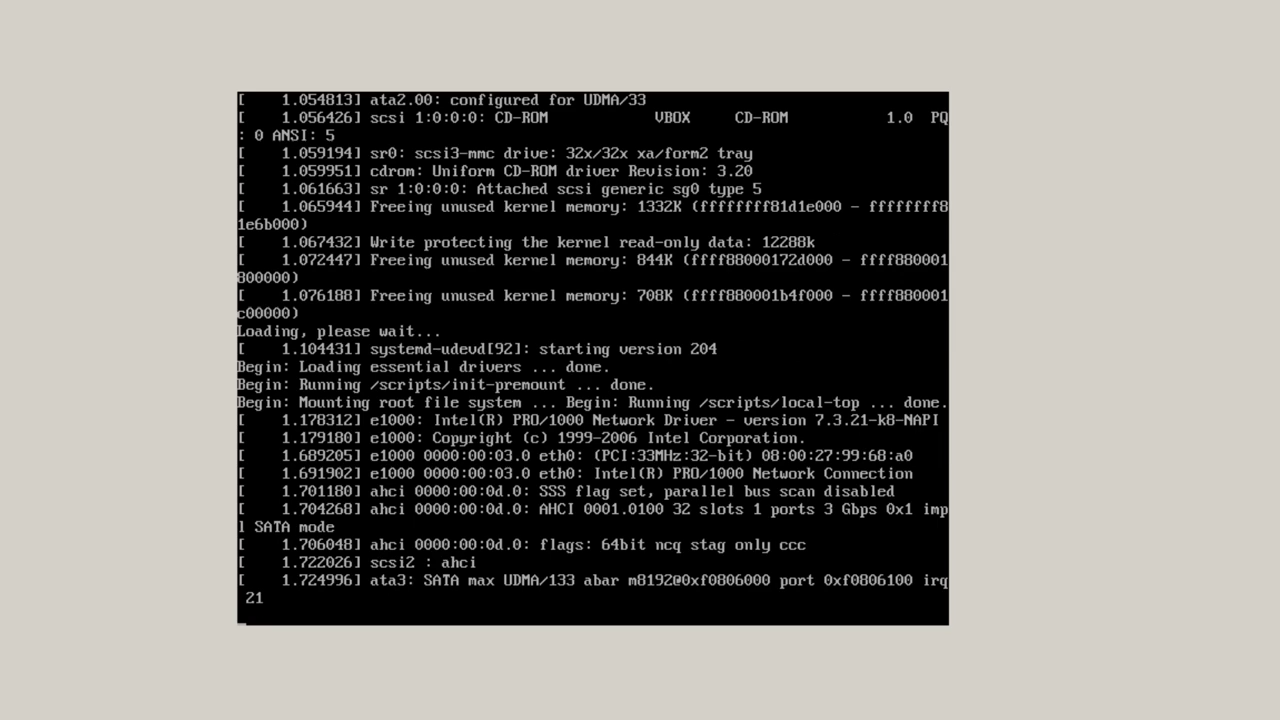 [    1.054813] ata2.00: configured for UDMA/33
[    1.056426] scsi 1:0:0:0: CD-ROM            VBOX     CD-ROM           1.0  PQ
: 0 ANSI: 5
[    1.059194] sr0: scsi3-mmc drive: 32x/32x xa/form2 tray
[    1.059951] cdrom: Uniform CD-ROM driver Revision: 3.20
[    1.061663] sr 1:0:0:0: Attached scsi generic sg0 type 5
[    1.065944] Freeing unused kernel memory: 1332K (ffffffff81d1e000 - ffffffff8
1e6b000)
[    1.067432] Write protecting the kernel read-only data: 12288k
[    1.072447] Freeing unused kernel memory: 844K (ffff88000172d000 - ffff880001
800000)
[    1.076188] Freeing unused kernel memory: 708K (ffff880001b4f000 - ffff880001
c00000)
Loading, please wait...
[    1.104431] systemd-udevd[92]: starting version 204
Begin: Loading essential drivers ... done.
Begin: Running /scripts/init-premount ... done.
Begin: Mounting root file system ... Begin: Running /scripts/local-top ... done.
[    1.178312] e1000: Intel(R) PRO/1000 Network Driver - version 7.3.21-k8-NAPI
[    1.179180] e1000: Copyright (c) 1999-2006 Intel Corporation.
[    1.689205] e1000 0000:00:03.0 eth0: (PCI:33MHz:32-bit) 08:00:27:99:68:a0
[    1.691902] e1000 0000:00:03.0 eth0: Intel(R) PRO/1000 Network Connection
[    1.701180] ahci 0000:00:0d.0: SSS flag set, parallel bus scan disabled
[    1.704268] ahci 0000:00:0d.0: AHCI 0001.0100 32 slots 1 ports 3 Gbps 0x1 imp
l SATA mode
[    1.706048] ahci 0000:00:0d.0: flags: 64bit ncq stag only ccc
[    1.722026] scsi2 : ahci
[    1.724996] ata3: SATA max UDMA/133 abar m8192@0xf0806000 port 0xf0806100 irq
 21